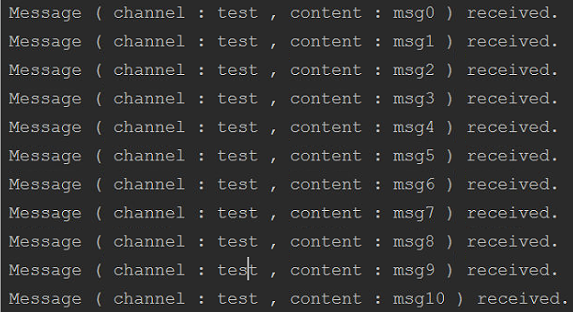 Message ( channel : test , content : msg0 ) received.
Message ( channel : test , content : msg1 ) received.
Message ( channel : test , content : msg2 ) received.
Message ( channel : test , content : msg3 ) received.
Message ( channel : test , content : msg4 ) received.
Message ( channel : test , content : msg5 ) received.
Message ( channel : test , content : msg6 ) received.
Message ( channel : test , content : msg7 ) received.
Message ( channel : test , content : msg8 ) received.
Message ( channel : test , content : msg9 ) received.
Message ( channel : test , content : msg10 ) received.